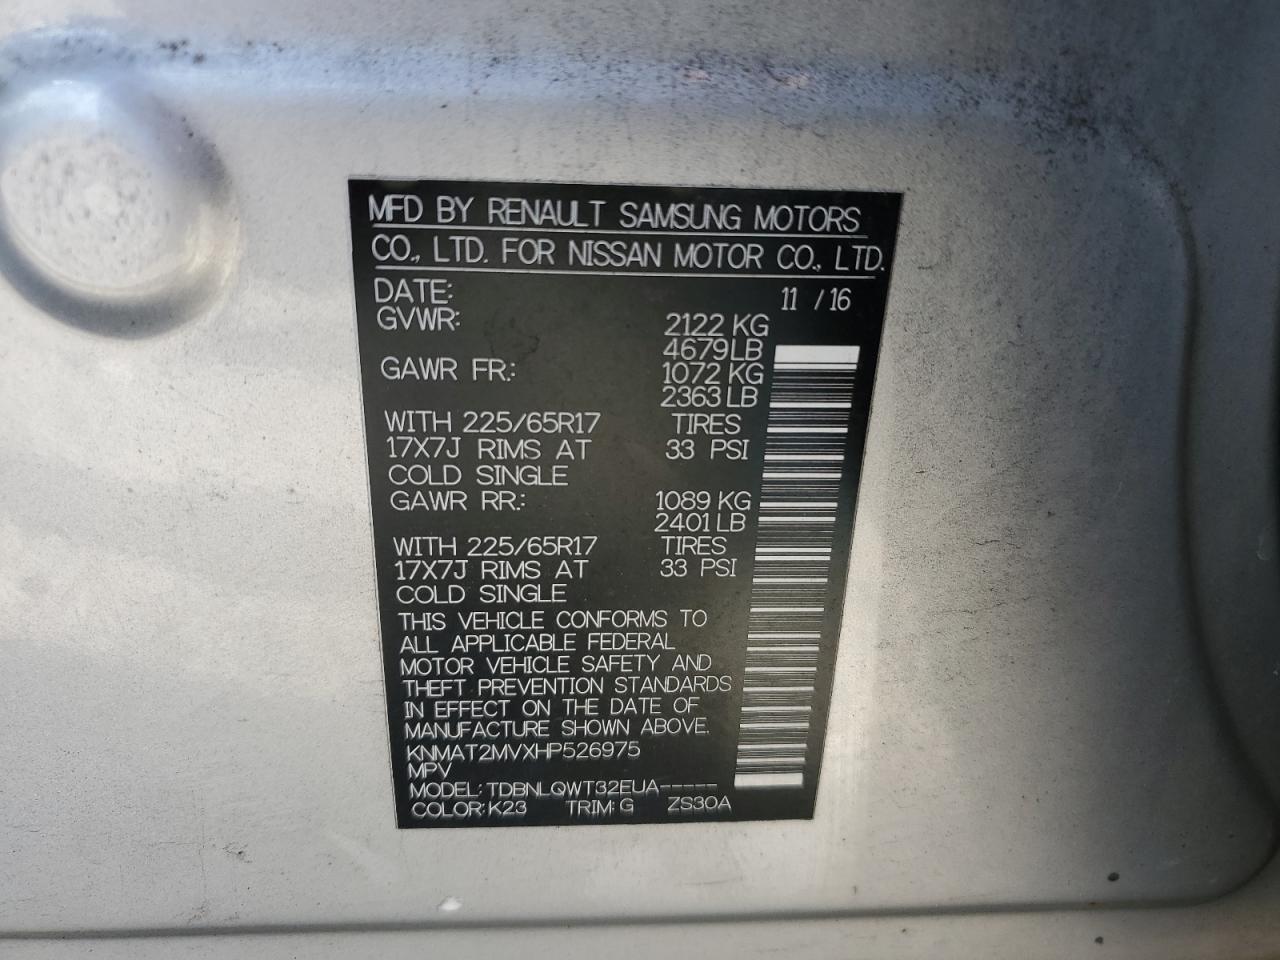 MFD BY RENAULT SAMSUNG MOTORS
CO., LTD. FOR NISSAN MOTOR CO., LTD.
DATE: 11 / 16
GVWR: 2122 KG
4679 LB
GAWR FR.: 1072 KG
2363 LB
WITH 225/65R17 TIRES
17X7J RIMS AT 33 PSI
COLD SINGLE
GAWR RR.: 1089 KG
2401 LB
WITH 225/65R17 TIRES
17X7J RIMS AT 33 PSI
COLD SINGLE
THIS VEHICLE CONFORMS TO
ALL APPLICABLE FEDERAL
MOTOR VEHICLE SAFETY AND
THEFT PREVENTION STANDARDS
IN EFFECT ON THE DATE OF
MANUFACTURE SHOWN ABOVE.
KNMAT2MVXHP526975
MPV
MODEL: TDBNLQWT32EUA-----
COLOR: K23 TRIM: G ZS30A